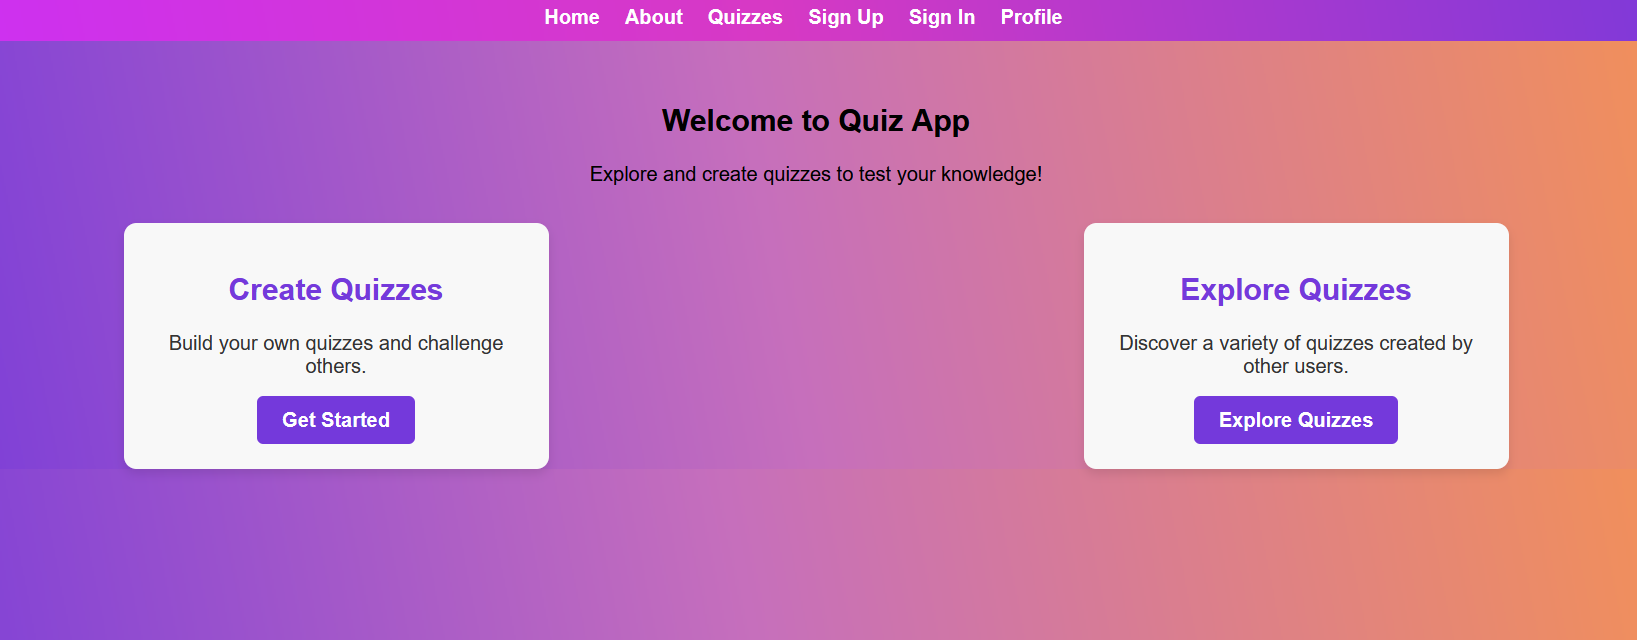 Home About Quizzes Sign Up Sign In Profile
Welcome to Quiz App
Explore and create quizzes to test your knowledge!
Create Quizzes
Build your own quizzes and challenge
others.
Get Started
Explore Quizzes
Discover a variety of quizzes created by
other users.
Explore Quizzes